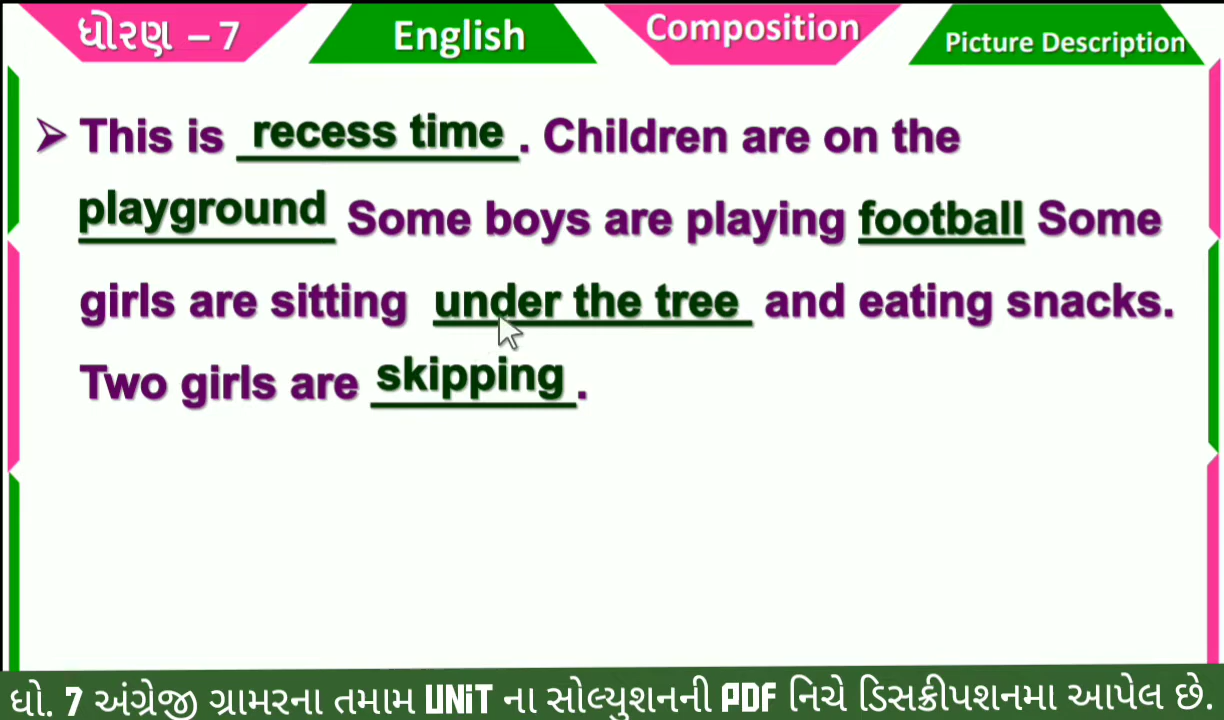 ધોરણ – 7
English
Composition
Picture Description
➢ This is recess time. Children are on the
playground Some boys are playing football Some
girls are sitting under the tree and eating snacks.
Two girls are skipping.
ધો. 7 અંગ્રેજી ગ્રામરના તમામ UNiT ના સોલ્યુશનની PDF નિચે ડિસક્રીપશનમા આપેલ છે.